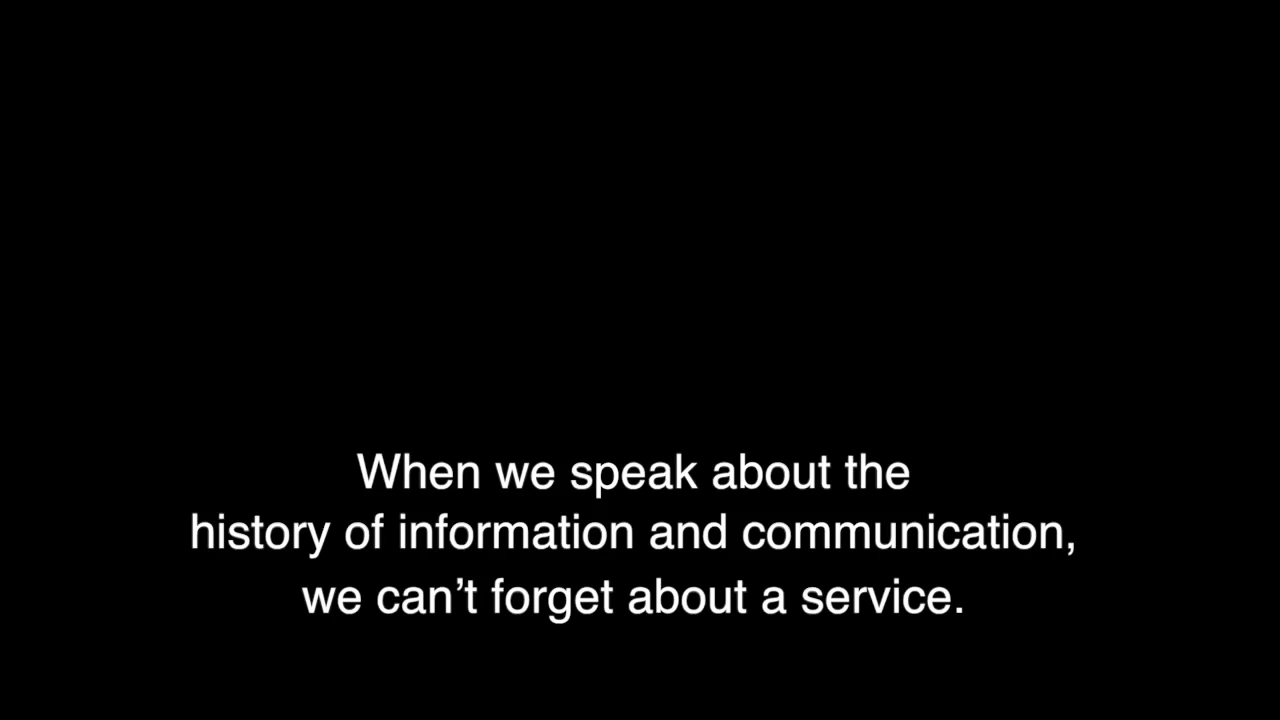 When we speak about the
history of information and communication,
we can’t forget about a service.